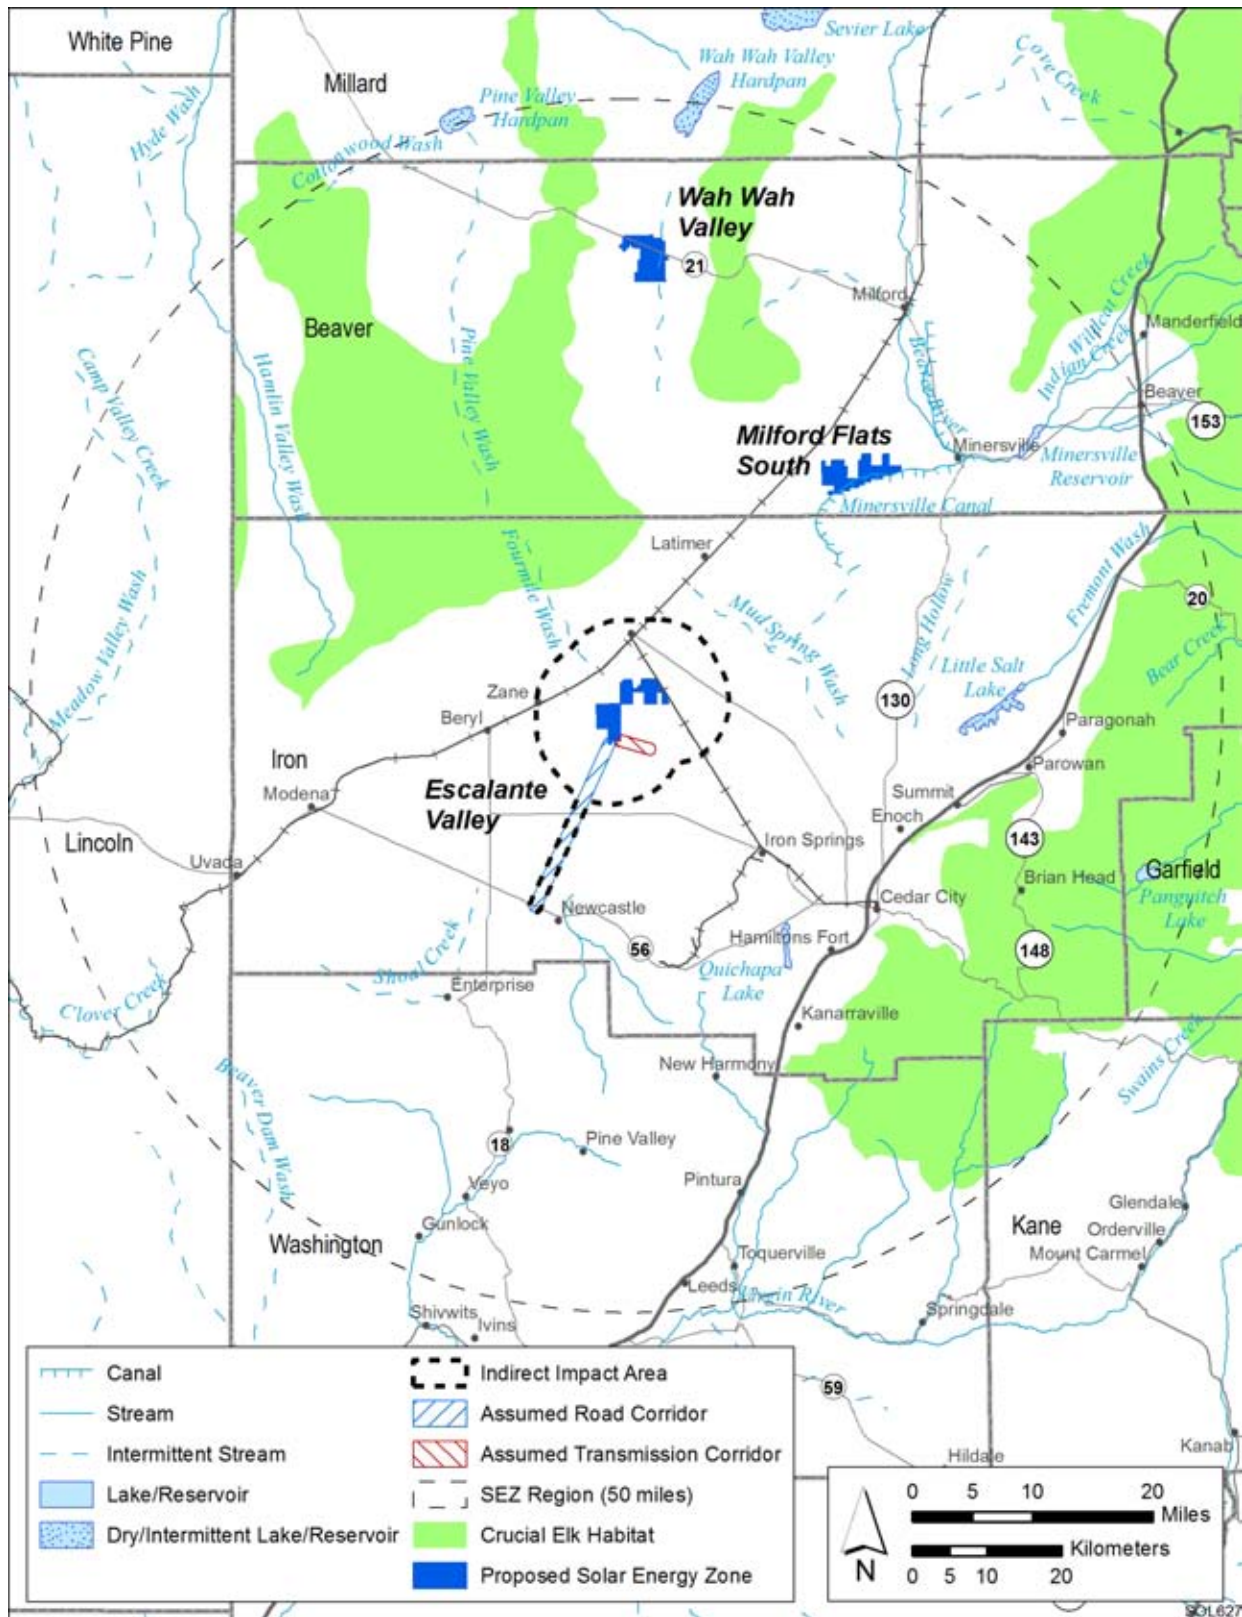 White Pine
Millard
Sevier Lake
Wah Wah Valley
Hardpan
Cove Creek
Pine Valley
Hardpan
Hyde Wash
Cottonwood Wash
Wah Wah
Valley
21
Milford
Beaver
Wildcat Creek
Indian Creek
Manderfield
Beaver
153
Camp Valley Creek
Hamlin Valley Wash
Pine Valley Wash
Beaver River
Milford Flats
South
Minersville
Minersville
Reservoir
Minersville Canal
Latimer
Fourmile Wash
Fremont Wash
20
Mud Spring Wash
Long Hollow
Bear Creek
Little Salt
Lake
Meadow Valley Wash
Zane
Beryl
130
Paragonah
Iron
Modena
Escalante
Valley
Parowan
Summit
Enoch
Lincoln
Uvada
Iron Springs
143
Brian Head
Garfield
Panguitch
Lake
Newcastle
Cedar City
56
Hamiltons Fort
148
Shoal Creek
Quichapa
Lake
Enterprise
Clover Creek
Kanarraville
New Harmony
Swains Creek
Beaver Dam Wash
18
Pine Valley
Veyo
Pintura
Gunlock
Glendale
Washington
Kane
Orderville
Mount Carmel
Toquerville
Leeds
Virgin River
Springdale
Shivwits
Ivins
59
Hildale
Kanab
Canal
Stream
Intermittent Stream
Lake/Reservoir
Dry/Intermittent Lake/Reservoir
Indirect Impact Area
Assumed Road Corridor
Assumed Transmission Corridor
SEZ Region (50 miles)
Crucial Elk Habitat
Proposed Solar Energy Zone
N
0 5 10 20
Miles
Kilometers
0 5 10 20
SOL627